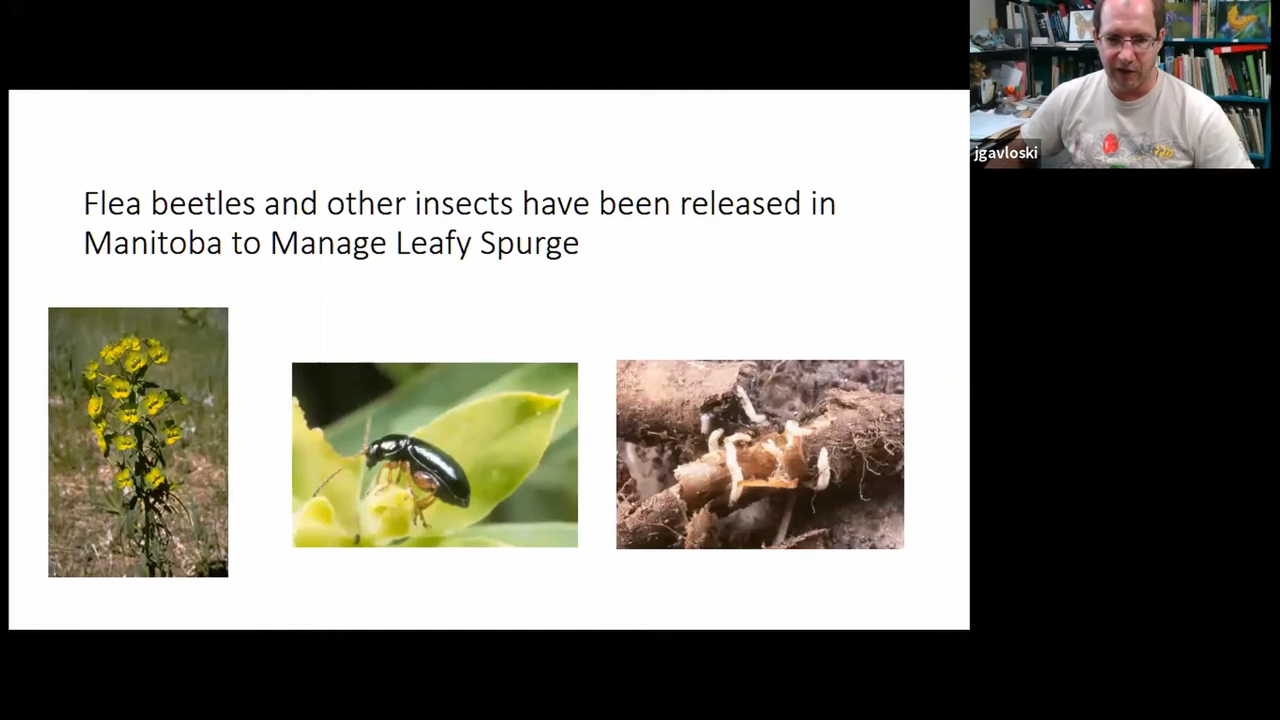 jgavloski
Flea beetles and other insects have been released in
Manitoba to Manage Leafy Spurge